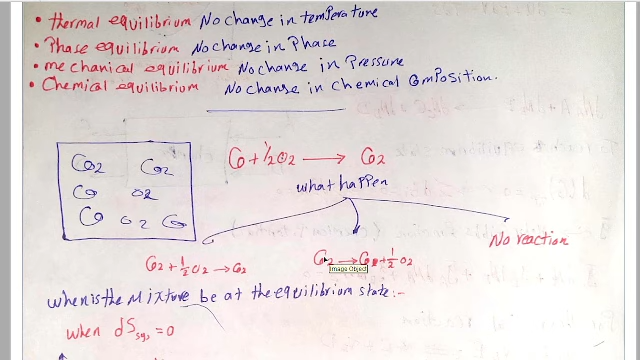 • thermal equilibrium No change in temperature
• Phase equilibrium No change in Phase
• mechanical equilibrium No change in Pressure
• Chemical equilibrium No change in Chemical Composition.
CO2 CO2
CO O2
CO O2 CO
CO + 1/2 O2 → CO2
what happen
No reaction
CO2 + 1/2 O2 → CO2
CO2 → CO + 1/2 O2
Image Object
when is the Mixture be at the equilibrium state:-
when dSsys = 0